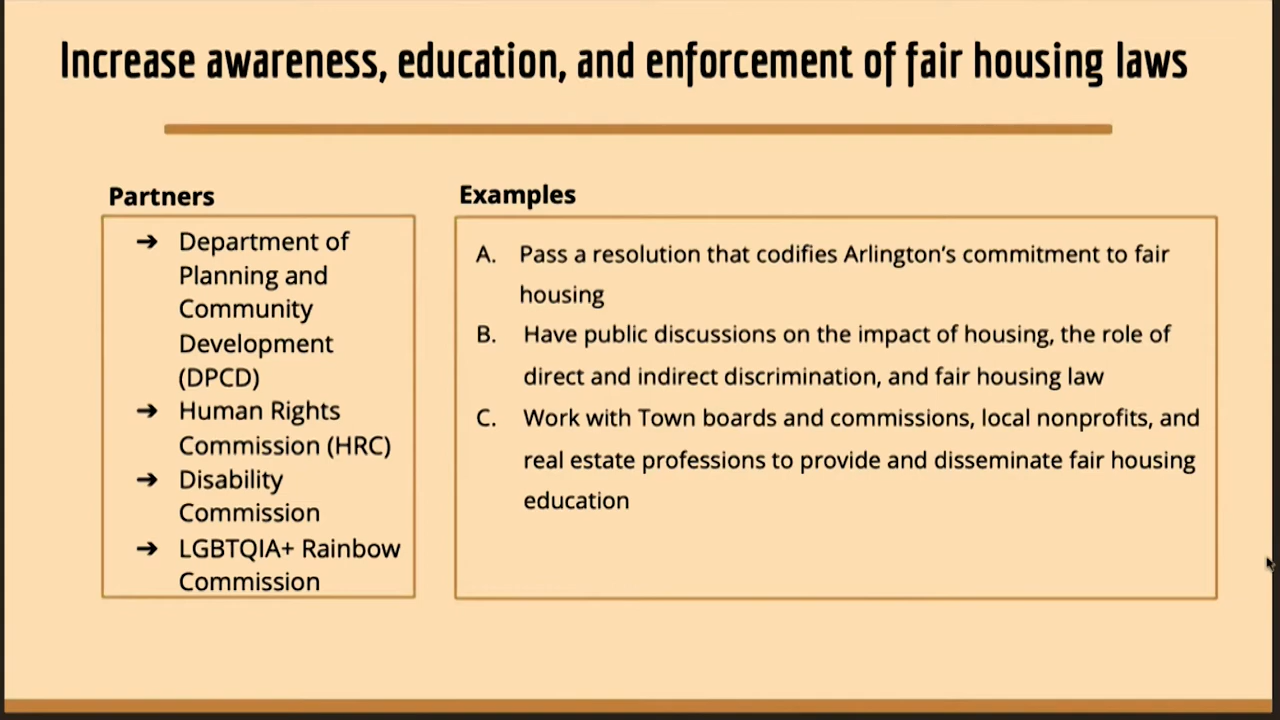 Increase awareness, education, and enforcement of fair housing laws
Partners
➔ Department of
Planning and
Community
Development
(DPCD)
➔ Human Rights
Commission (HRC)
➔ Disability
Commission
➔ LGBTQIA+ Rainbow
Commission
Examples
A. Pass a resolution that codifies Arlington’s commitment to fair
housing
B. Have public discussions on the impact of housing, the role of
direct and indirect discrimination, and fair housing law
C. Work with Town boards and commissions, local nonprofits, and
real estate professions to provide and disseminate fair housing
education